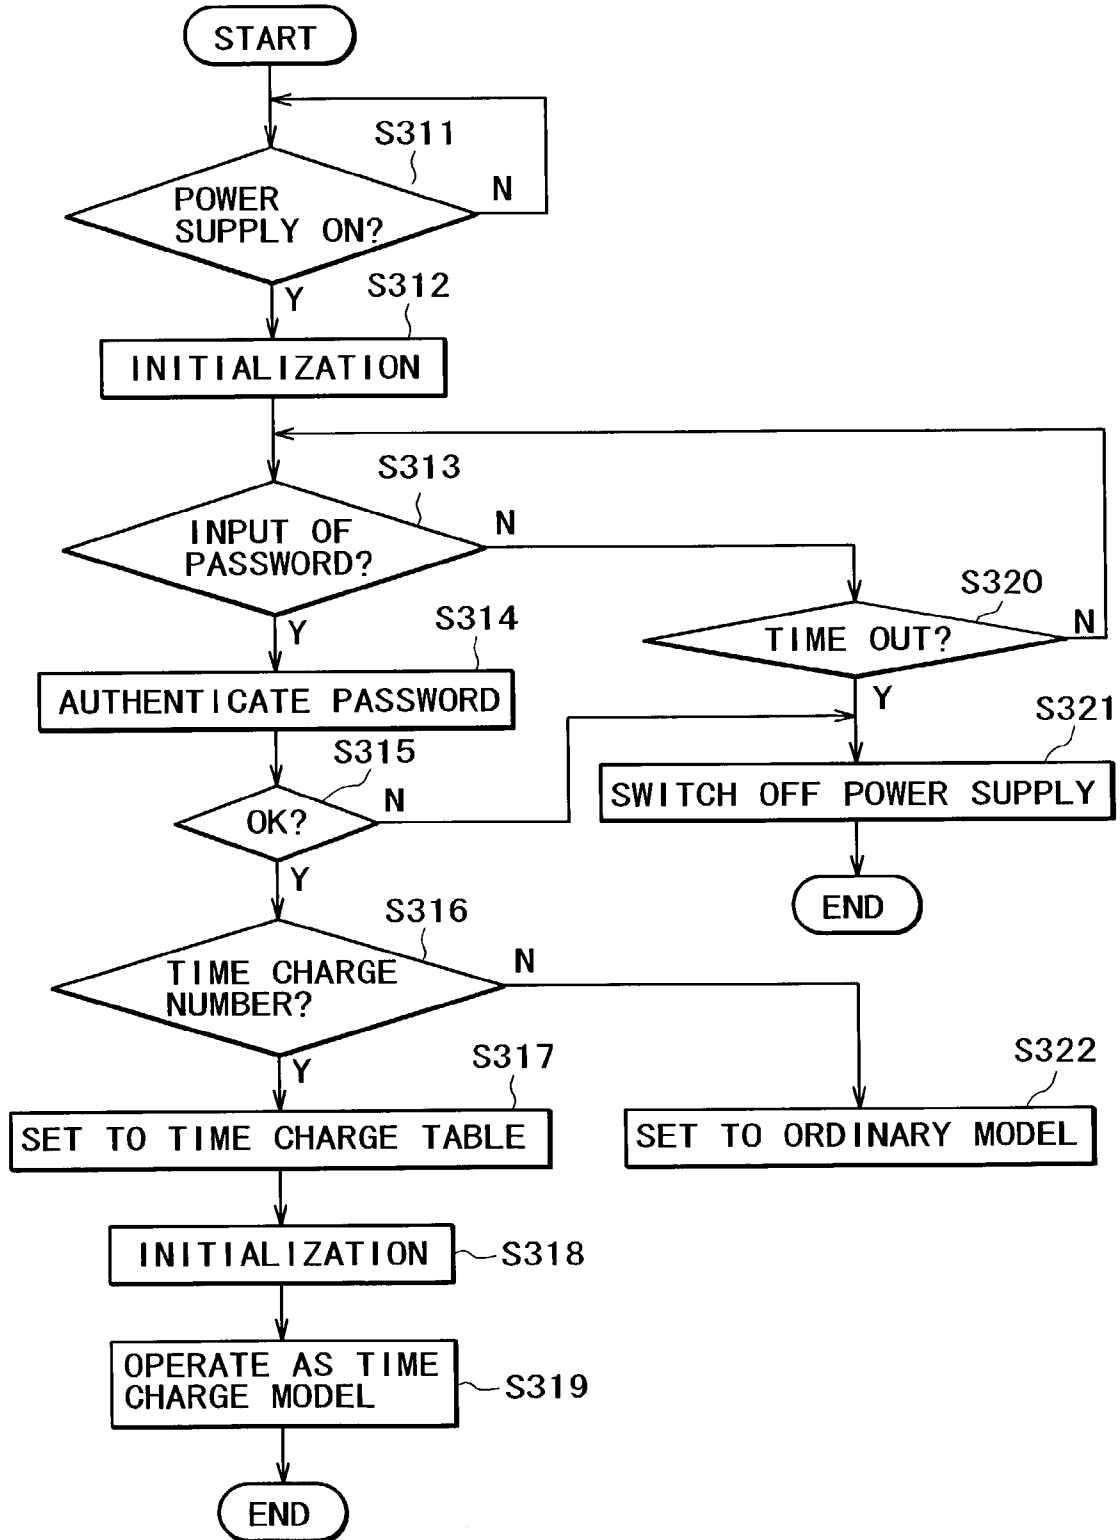 START
S311
POWER
SUPPLY ON?
N
Y
S312
INITIALIZATION
S313
INPUT OF
PASSWORD?
N
Y
S320
TIME OUT?
N
Y
S314
AUTHENTICATE PASSWORD
S321
SWITCH OFF POWER SUPPLY
END
S315
OK?
N
Y
S316
TIME CHARGE
NUMBER?
N
Y
S317
SET TO TIME CHARGE TABLE
S322
SET TO ORDINARY MODEL
INITIALIZATION
S318
OPERATE AS TIME
CHARGE MODEL
S319
END